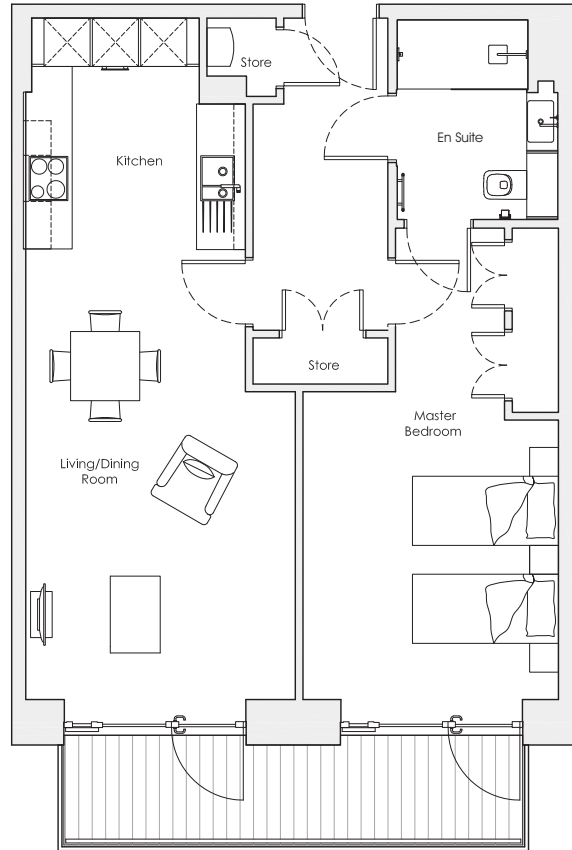 Store
En Suite
Kitchen
Store
Master
Bedroom
Living/Dining
Room